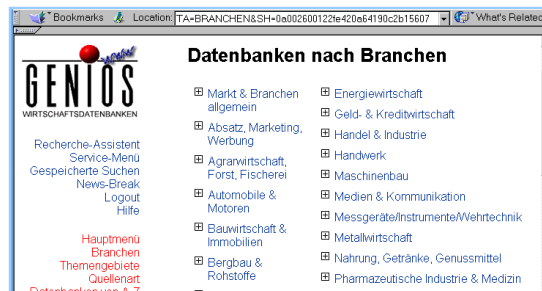 Bookmarks Location: TA=BRANCHEN&SH=0a002600122fe420a64190c2b15607 What's Related
GENIOS
WIRTSCHAFTSDATENBANKEN
Recherche-Assistent
Service-Menü
Gespeicherte Suchen
News-Break
Logout
Hilfe
Hauptmenü
Branchen
Themengebiete
Quellenart
Datenbanken von A-Z
Datenbanken nach Branchen
Markt & Branchen
allgemein
Absatz, Marketing,
Werbung
Agrarwirtschaft,
Forst, Fischerei
Automobile &
Motoren
Bauwirtschaft &
Immobilien
Bergbau &
Rohstoffe
Energiewirtschaft
Geld- & Kreditwirtschaft
Handel & Industrie
Handwerk
Maschinenbau
Medien & Kommunikation
Messgeräte/Instrumente/Wehrtechnik
Metallwirtschaft
Nahrung, Getränke, Genussmittel
Pharmazeutische Industrie & Medizin